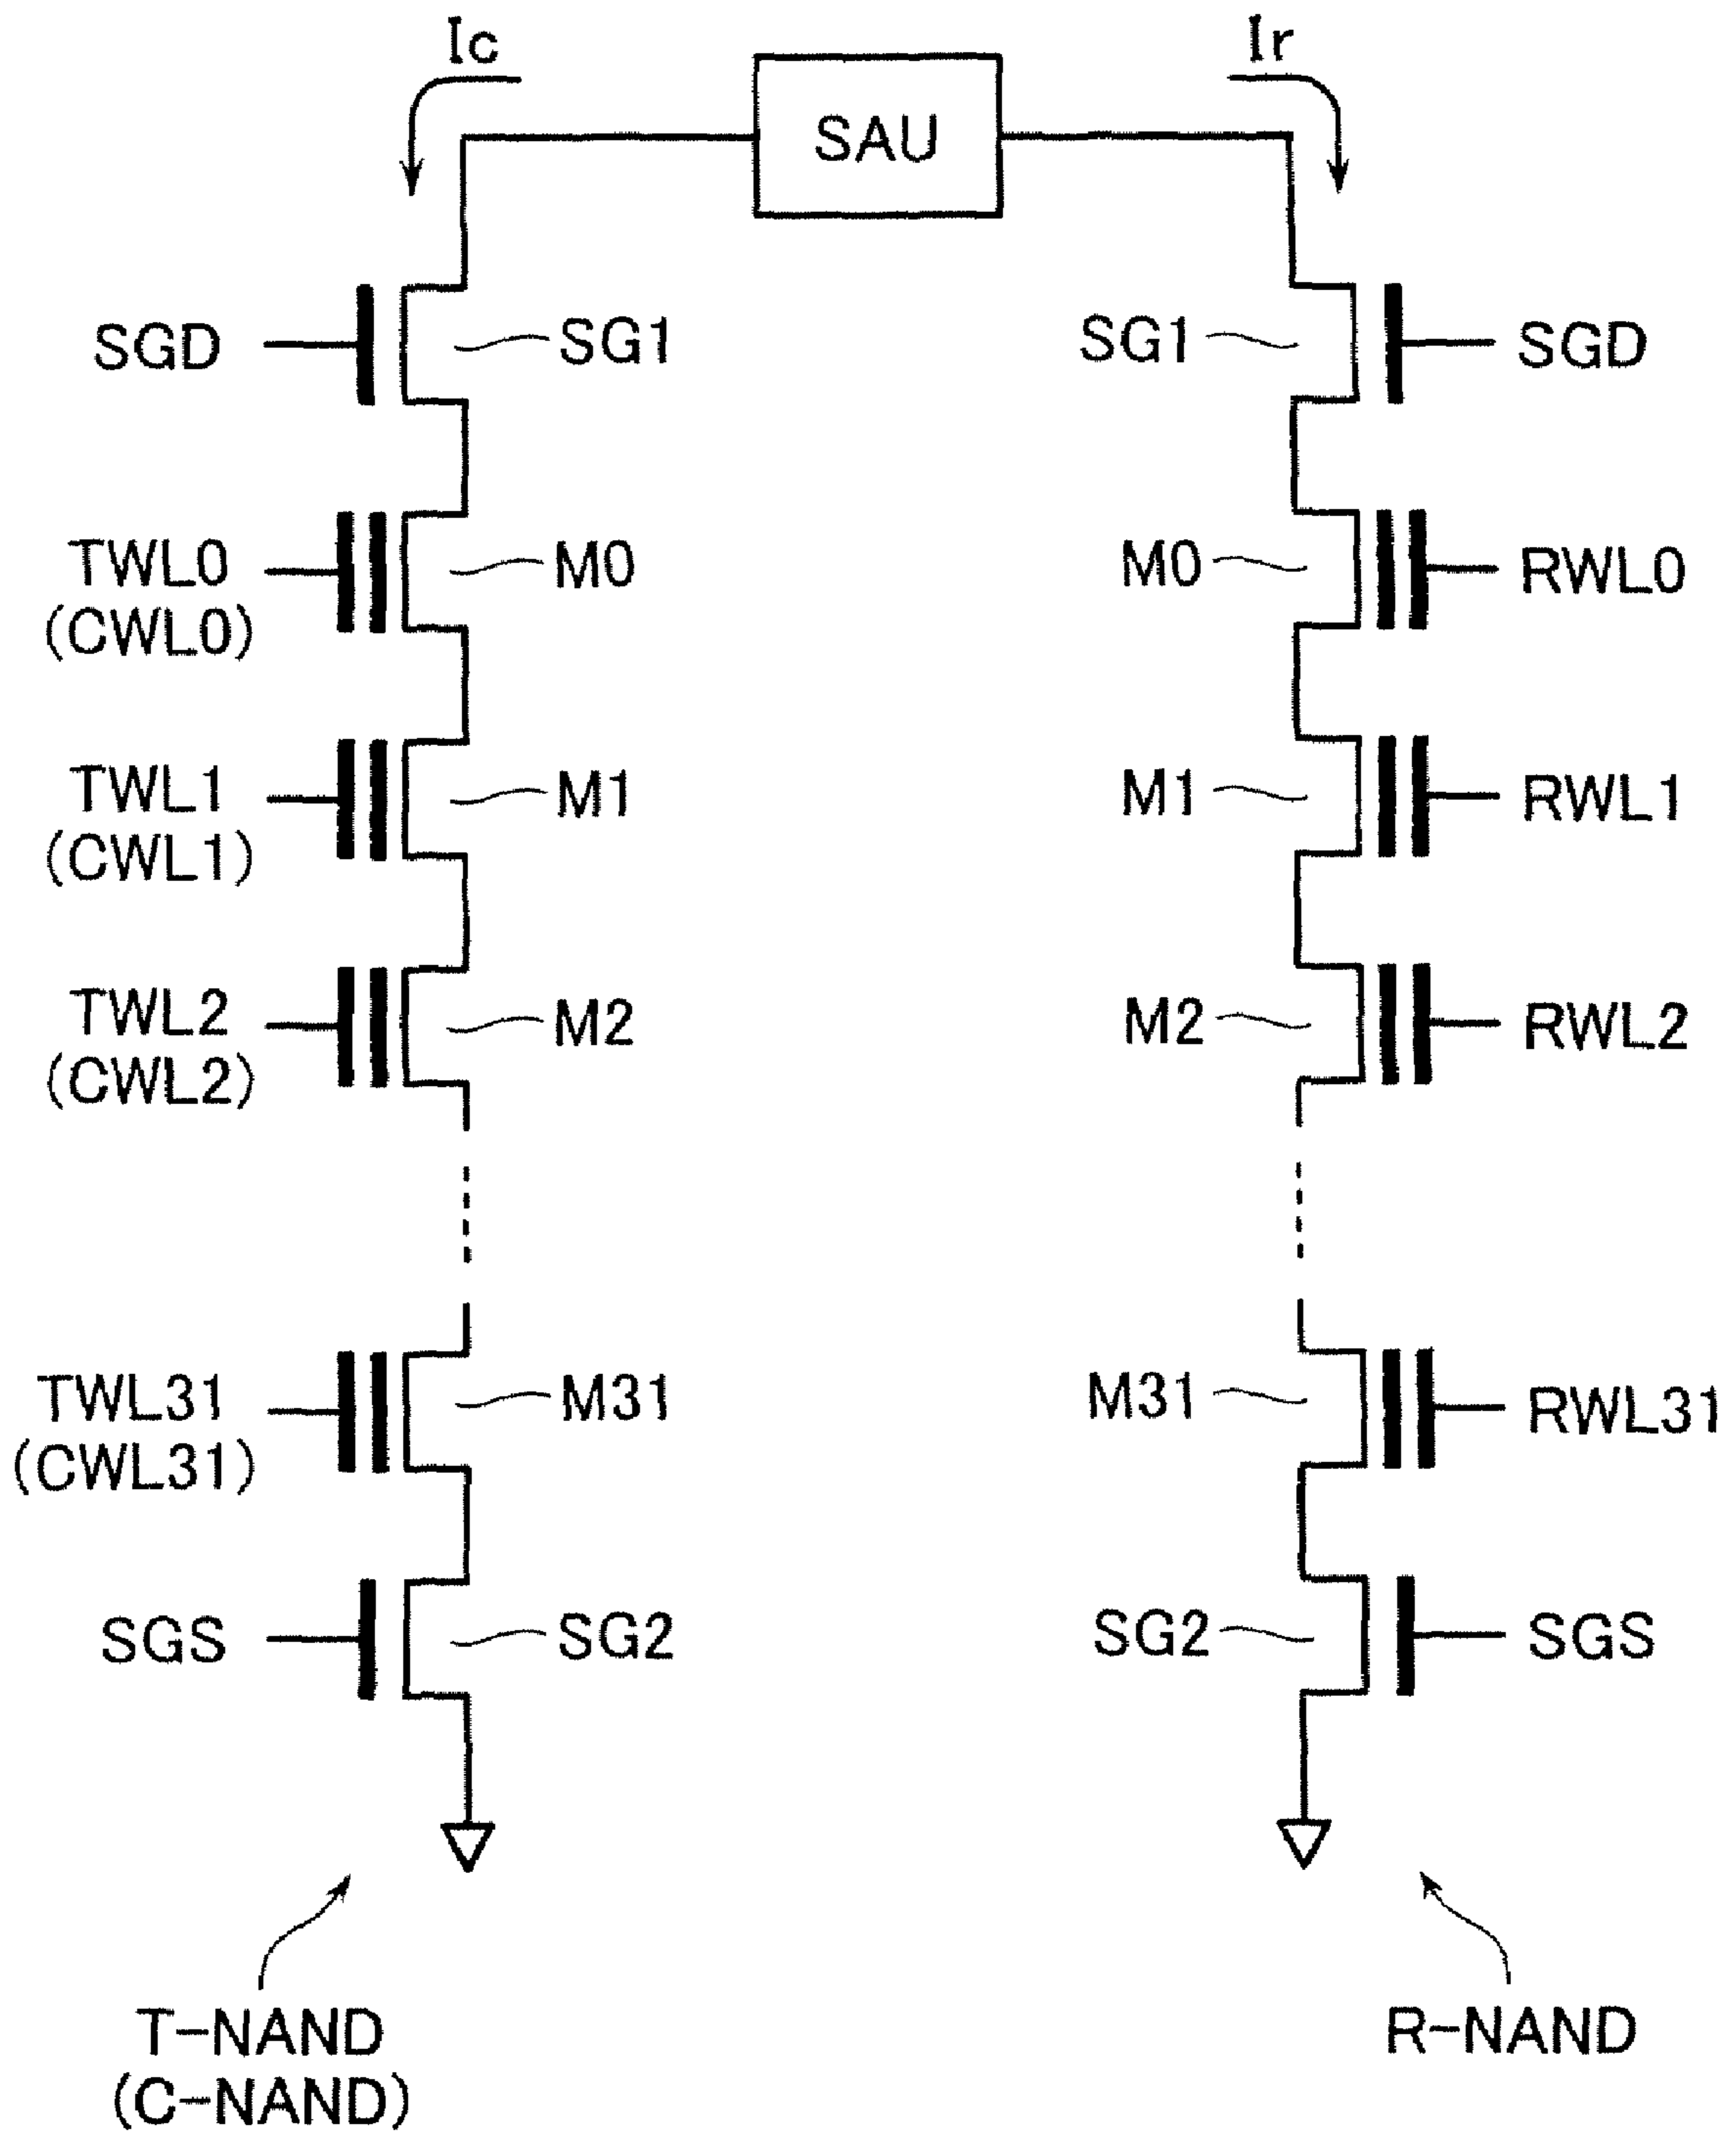 Ic
Ir
SAU
SGD
SG1
SG1
SGD
TWL0
(CWL0)
M0
M0
RWL0
TWL1
(CWL1)
M1
M1
RWL1
TWL2
(CWL2)
M2
M2
RWL2
TWL31
(CWL31)
M31
M31
RWL31
SGS
SG2
SG2
SGS
T-NAND
(C-NAND)
R-NAND